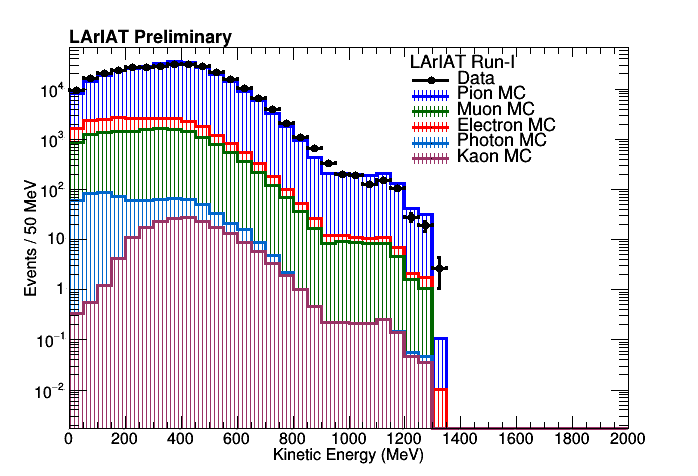 LArIAT Preliminary
LArIAT Run-I
Data
Pion MC
Muon MC
Electron MC
Photon MC
Kaon MC
Events / 50 MeV
10⁴
10³
10²
10
1
10⁻¹
10⁻²
0 200 400 600 800 1000 1200 1400 1600 1800 2000
Kinetic Energy (MeV)